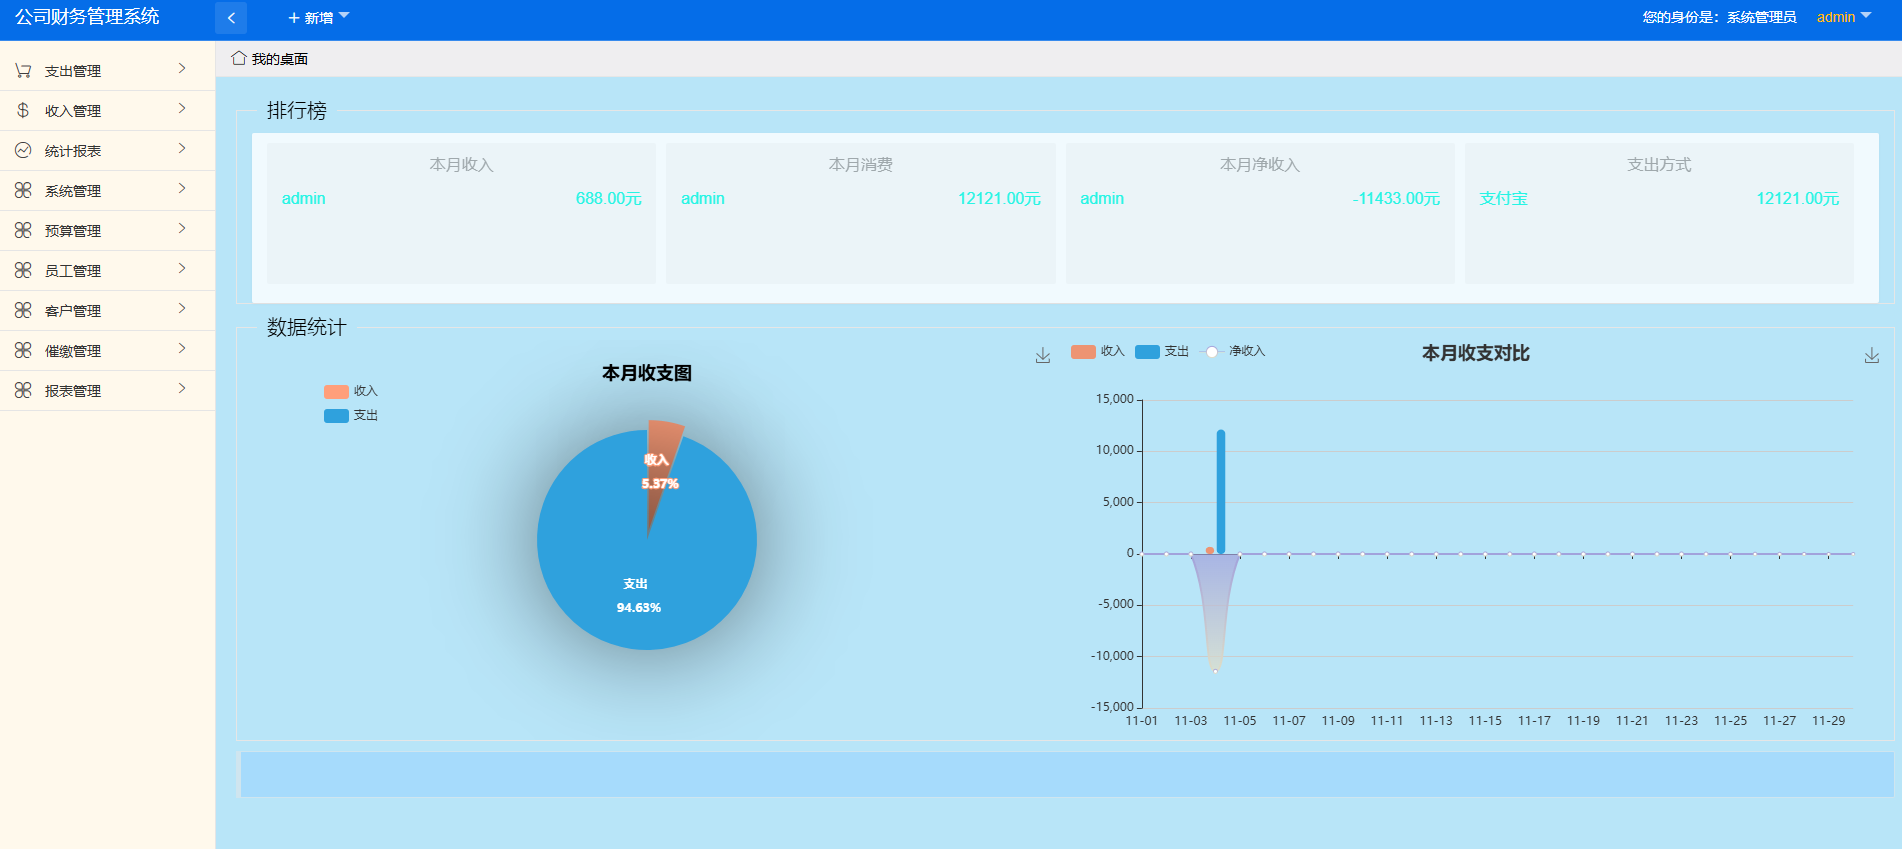 公司财务管理系统
新增
您的身份是：系统管理员 admin
支出管理
收入管理
统计报表
系统管理
预算管理
员工管理
客户管理
催缴管理
报表管理
我的桌面
排行榜
本月收入
admin 688.00元
本月消费
admin 12121.00元
本月净收入
admin -11433.00元
支出方式
支付宝 12121.00元
数据统计
本月收支图
收入
支出
收入
5.37%
支出
94.63%
收入 支出 净收入
本月收支对比
15,000
10,000
5,000
0
-5,000
-10,000
-15,000
11-01 11-03 11-05 11-07 11-09 11-11 11-13 11-15 11-17 11-19 11-21 11-23 11-25 11-27 11-29